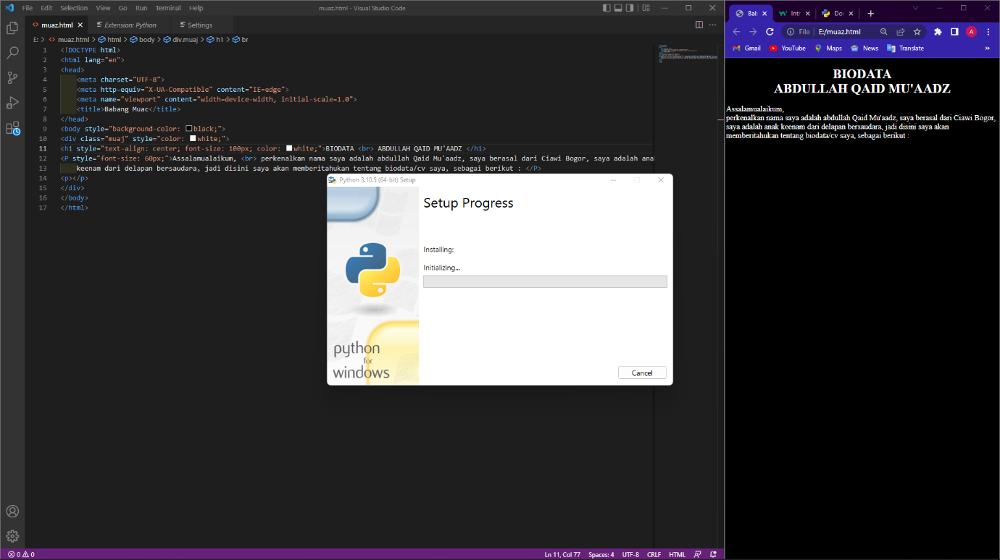 File Edit Selection View Go Run Terminal Help
muaz.html - Visual Studio Code
muaz.html Extension: Python Settings
E: > muaz.html > html > body > div.muaj > h1 > br
1 <!DOCTYPE html>
2 <html lang="en">
3 <head>
4 <meta charset="UTF-8">
5 <meta http-equiv="X-UA-Compatible" content="IE=edge">
6 <meta name="viewport" content="width=device-width, initial-scale=1.0">
7 <title>Babang Muac</title>
8 </head>
9 <body style="background-color: black;">
10 <div class="muaj" style="color: white;">
11 <h1 style="text-align: center; font-size: 100px; color: white;">BIODATA <br> ABDULLAH QAID MU'AADZ </h1>
12 <P style="font-size: 60px;">Assalamualaikum, <br> perkenalkan nama saya adalah abdullah Qaid Mu'aadz, saya berasal dari Ciawi Bogor, saya adalah anak
13 keenam dari delapan bersaudara, jadi disini saya akan memberitahukan tentang biodata/cv saya, sebagai berikut : </P>
14 <p></p>
15 </div>
16 </body>
17 </html>
Python 3.10.5 (64-bit) Setup
Setup Progress
Installing:
Initializing...
python
for
windows
Cancel
0 0
Ln 11, Col 77 Spaces: 4 UTF-8 CRLF HTML
Bab Intr Dow
File E:/muaz.html A
Gmail YouTube Maps News Translate »
BIODATA
ABDULLAH QAID MU'AADZ
Assalamualaikum,
perkenalkan nama saya adalah abdullah Qaid Mu'aadz, saya berasal dari Ciawi Bogor,
saya adalah anak keenam dari delapan bersaudara, jadi disini saya akan
memberitahukan tentang biodata/cv saya, sebagai berikut :